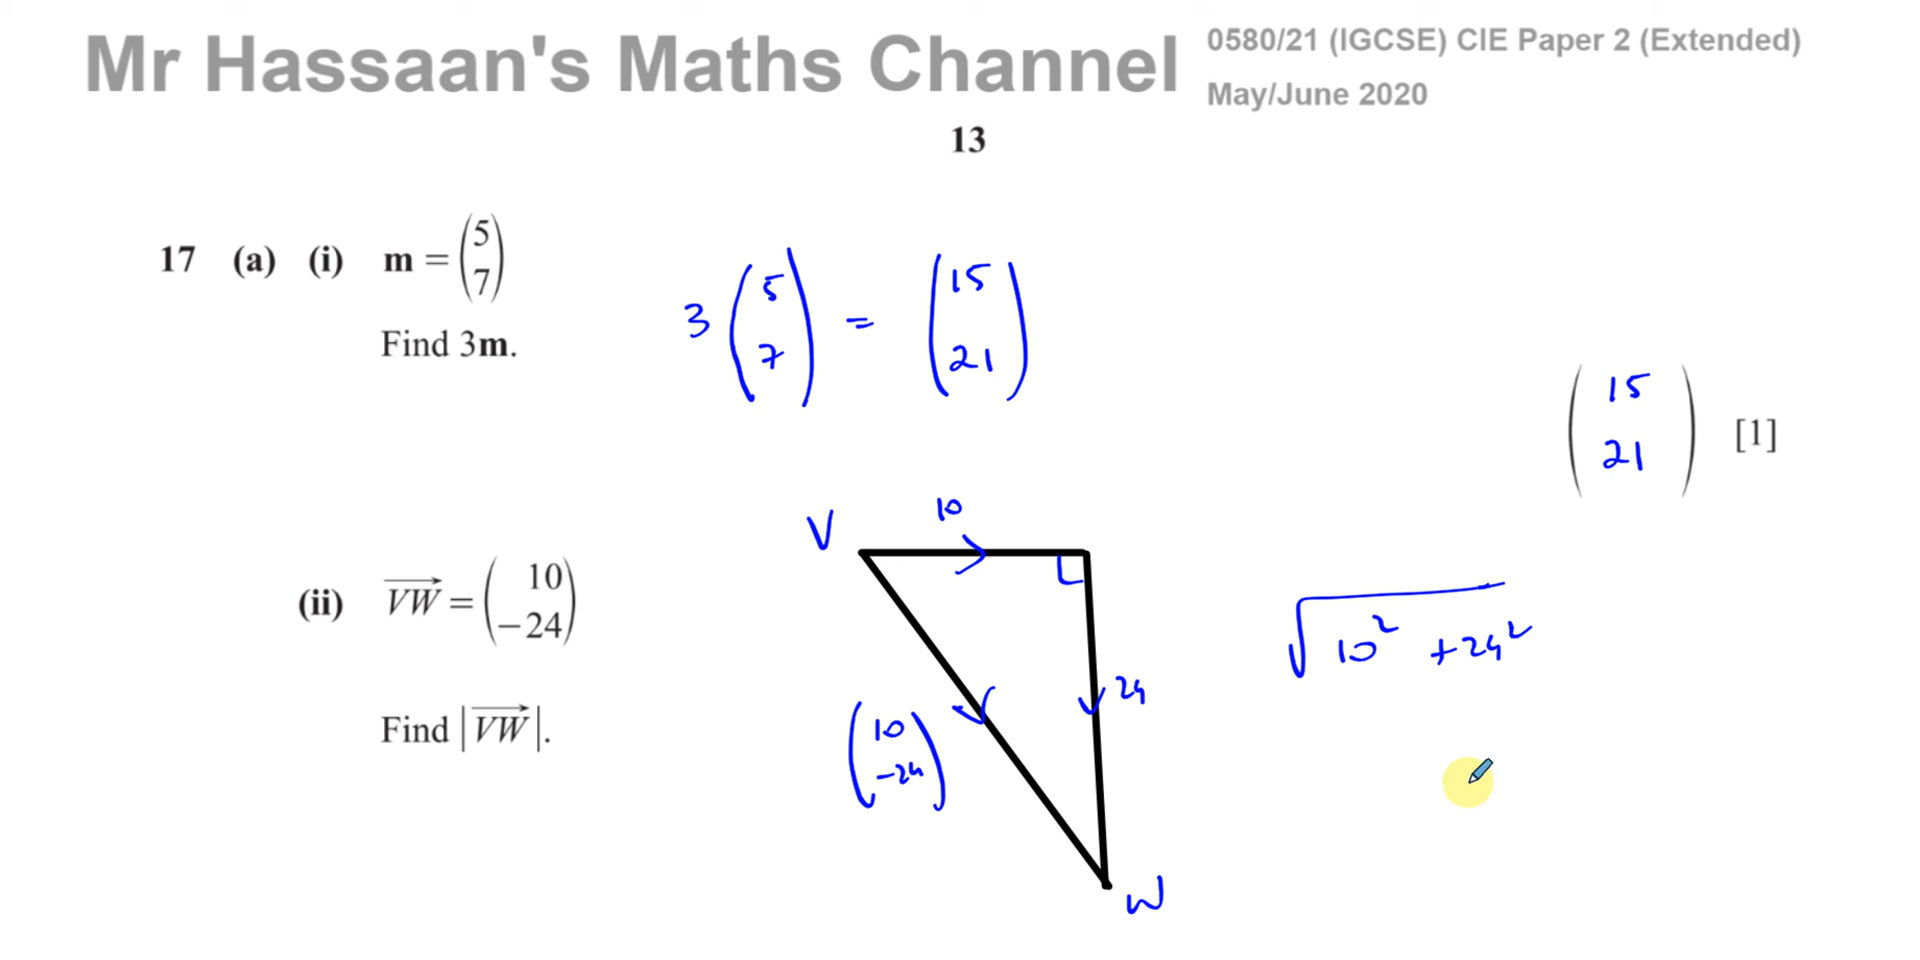 Mr Hassaan's Maths Channel
0580/21 (IGCSE) CIE Paper 2 (Extended)
May/June 2020
13
17 (a) (i) m = (5
7)
3 (5
7) = (15
21)
Find 3m.
(15
21) [1]
V
10
(ii) VW = (10
−24)
√10² + 24²
24
Find |VW|.
(10
−24)
W